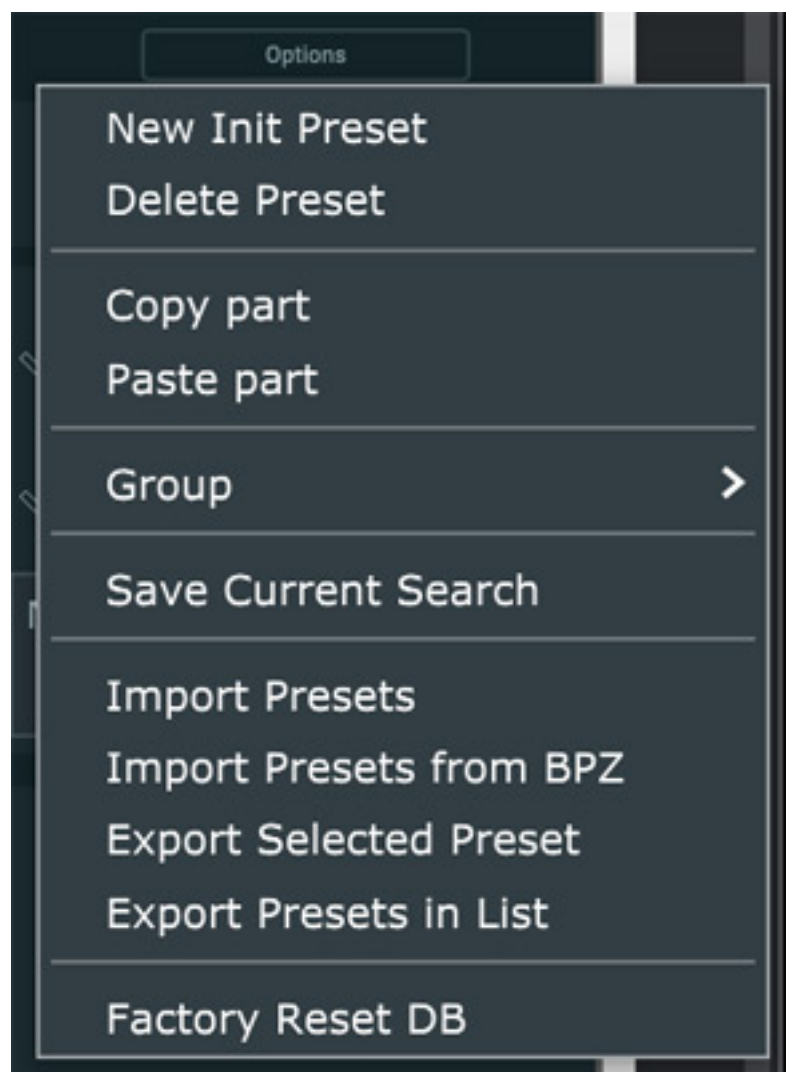 Options
New Init Preset
Delete Preset
Copy part
Paste part
Group
Save Current Search
Import Presets
Import Presets from BPZ
Export Selected Preset
Export Presets in List
Factory Reset DB